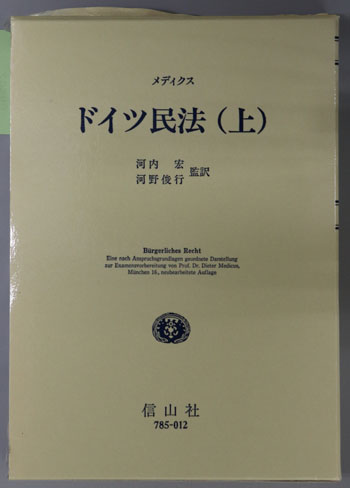 メディクス
ドイツ民法(上)
河内 宏
河野俊行 監訳
Bürgerliches Recht
Eine nach Anspruchsgrundlagen geordnete Darstellung
zur Examensvorbereitung von Prof. Dr. Dieter Medicus,
München 16., neubearbeitete Auflage
信山社
785-012